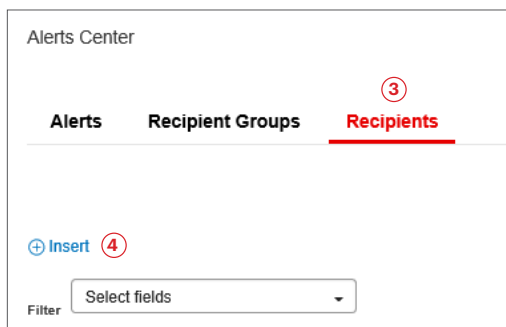 Alerts Center
3
Alerts Recipient Groups Recipients
Insert 4
Filter Select fields